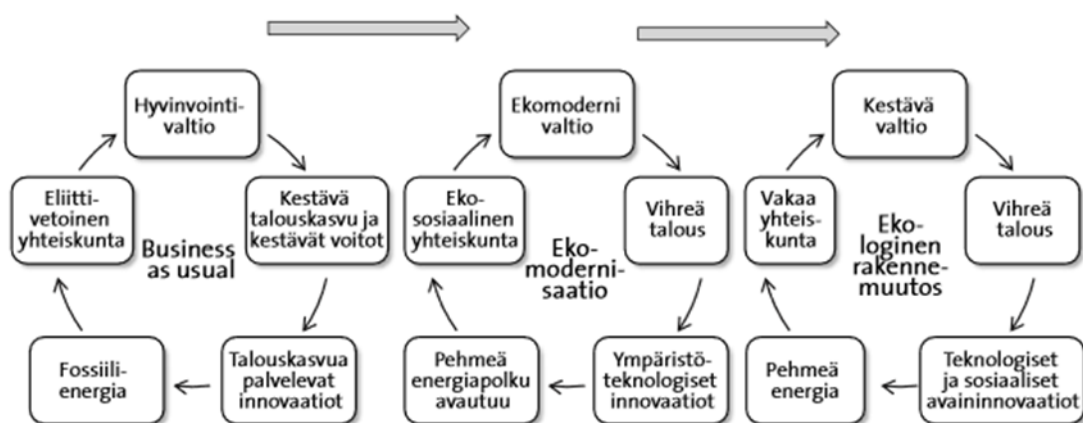 Hyvinvointi-
valtio
Eliitti-
vetoinen
yhteiskunta
Kestävä
talouskasvu ja
kestävät voitot
Business
as usual
Fossiili-
energia
Talouskasvua
palvelevat
innovaatiot
Ekomoderni
valtio
Eko-
sosiaalinen
yhteiskunta
Vihreä
talous
Eko-
moderni-
saatio
Pehmeä
energiapolku
avautuu
Ympäristö-
teknologiset
innovaatiot
Kestävä
valtio
Vakaa
yhteis-
kunta
Vihreä
talous
Eko-
loginen
rakenne-
muutos
Pehmeä
energia
Teknologiset
ja sosiaaliset
avaininnovaatiot